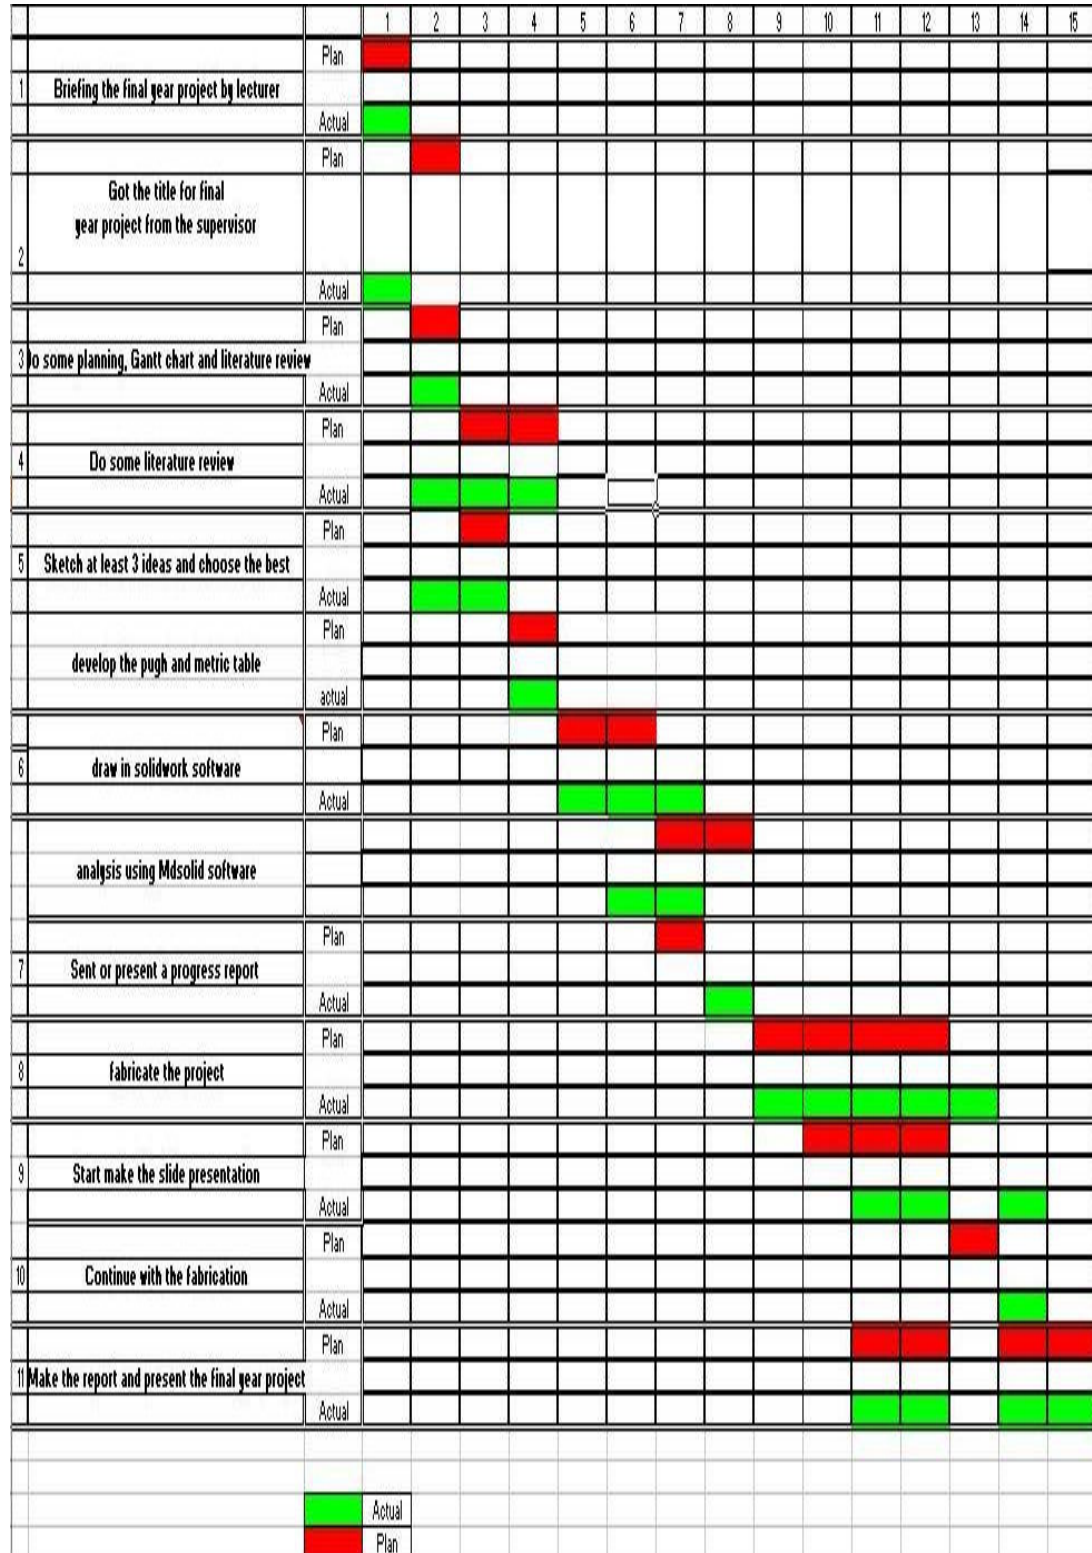 1 2 3 4 5 6 7 8 9 10 11 12 13 14 15
Plan
1 Briefing the final year project by lecturer
Actual
Plan
Got the title for final
year project from the supervisor
2
Actual
Plan
3 Do some planning, Gantt chart and literature review
Actual
Plan
4 Do some literature review
Actual
Plan
5 Sketch at least 3 ideas and choose the best
Actual
Plan
develop the pugh and metric table
actual
Plan
6 draw in solidwork software
Actual
analysis using Mdsolid software
Plan
7 Sent or present a progress report
Actual
Plan
8 fabricate the project
Actual
Plan
9 Start make the slide presentation
Actual
Plan
10 Continue with the fabrication
Actual
Plan
11 Make the report and present the final year project
Actual
Actual
Plan